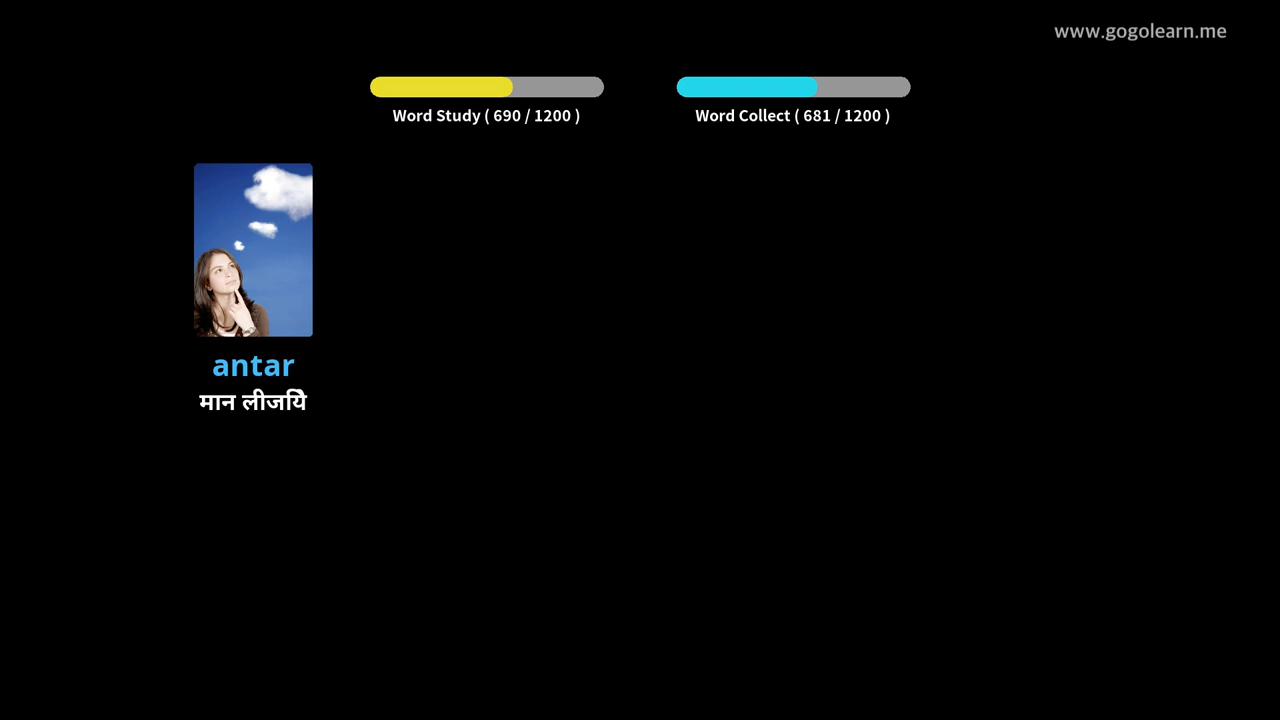 www.gogolearn.me
Word Study ( 690 / 1200 )
Word Collect ( 681 / 1200 )
antar
मान लीजिये